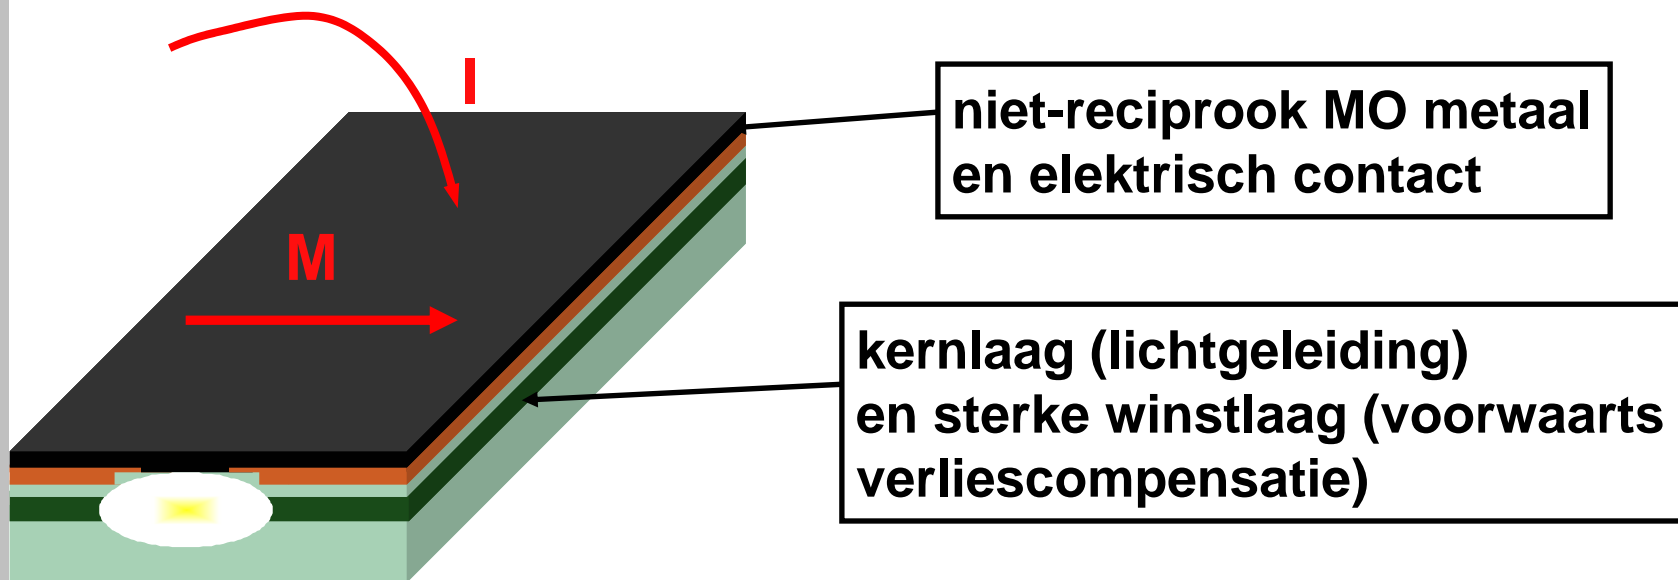 I
niet-reciprook MO metaal
en elektrisch contact
M
kernlaag (lichtgeleiding)
en sterke winstlaag (voorwaarts
verliescompensatie)